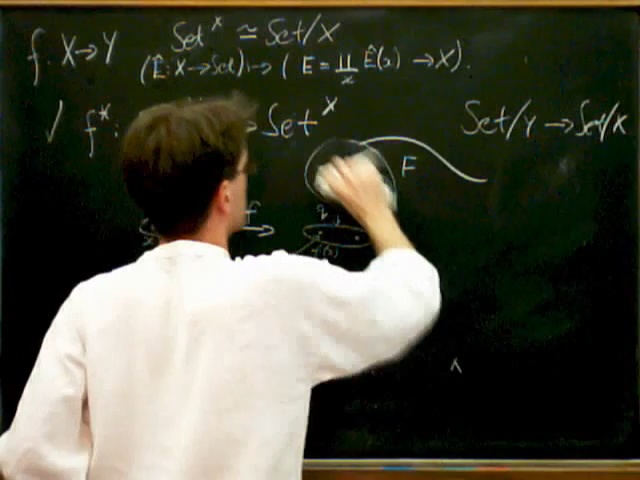 f: X→Y Set^X ≃ Set/X
(Ê: X→Set) ↦ ( E = ∐_x Ê(x) → X).
✓ f*: → Set^X Set/Y → Set/X
F
f